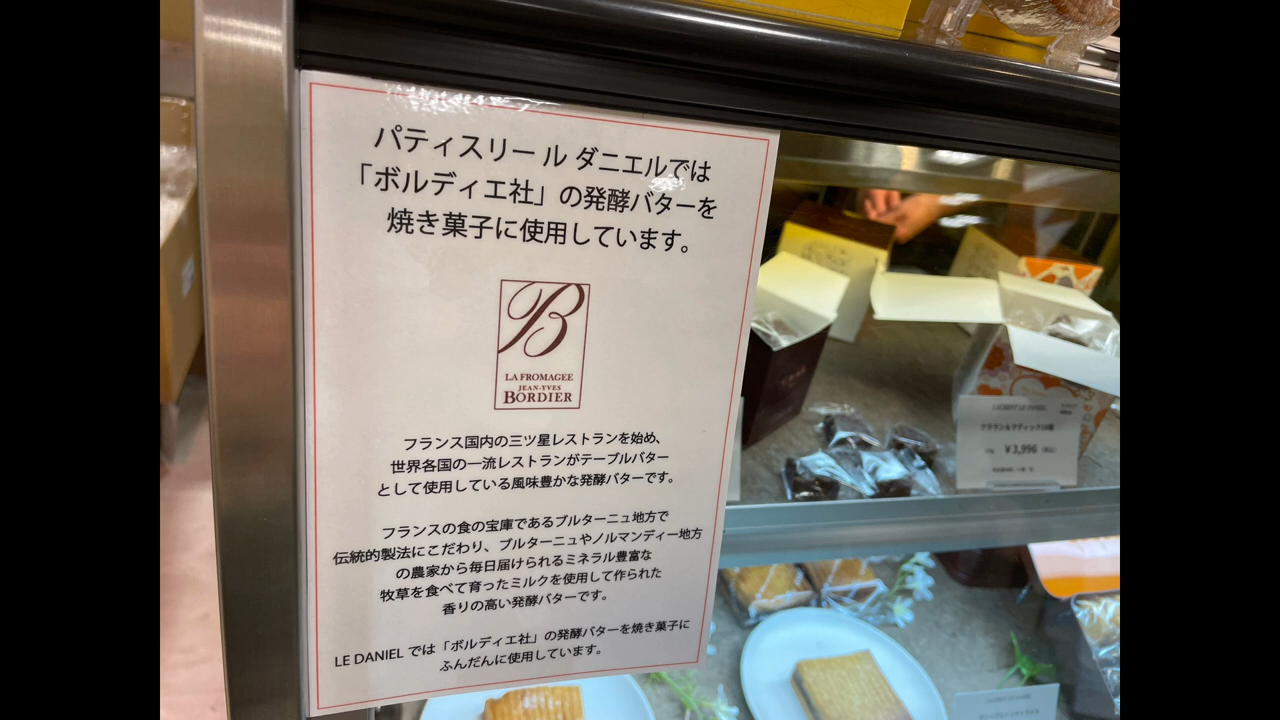 パティスリー ル ダニエルでは
「ボルディエ社」の発酵バターを
焼き菓子に使用しています。
B
LA FROMAGEE
JEAN-YVES
BORDIER
フランス国内の三ツ星レストランを始め、
世界各国の一流レストランがテーブルバター
として使用している風味豊かな発酵バターです。
フランスの食の宝庫であるブルターニュ地方で
伝統的製法にこだわり、ブルターニュやノルマンディー地方
の農家から毎日届けられるミネラル豊富な
牧草を食べて育ったミルクを使用して作られた
香りの高い発酵バターです。
LE DANIEL では「ボルディエ社」の発酵バターを焼き菓子に
ふんだんに使用しています。
LAURENT LE DANIEL
¥3,996